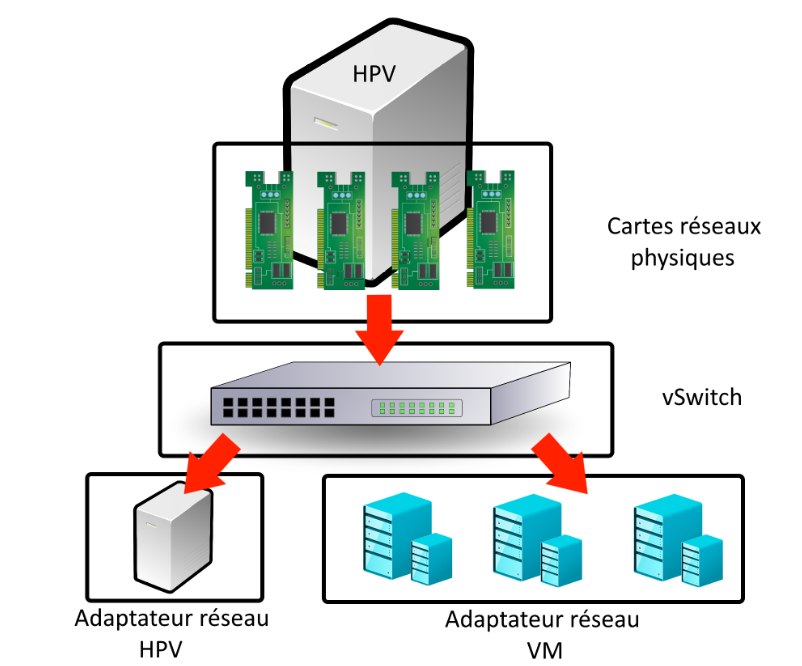 HPV
Cartes réseaux
physiques
vSwitch
Adaptateur réseau
HPV
Adaptateur réseau
VM